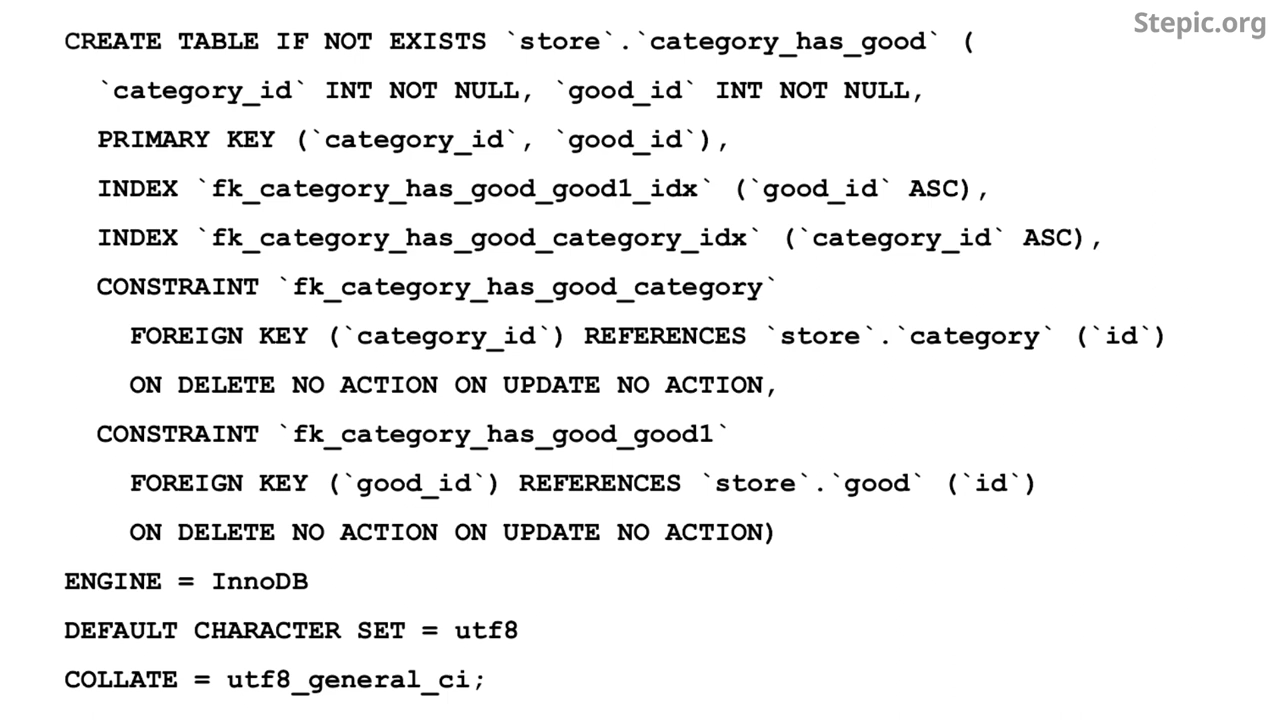 Stepic.org
CREATE TABLE IF NOT EXISTS `store`.`category_has_good` (
`category_id` INT NOT NULL, `good_id` INT NOT NULL,
PRIMARY KEY (`category_id`, `good_id`),
INDEX `fk_category_has_good_good1_idx` (`good_id` ASC),
INDEX `fk_category_has_good_category_idx` (`category_id` ASC),
CONSTRAINT `fk_category_has_good_category`
FOREIGN KEY (`category_id`) REFERENCES `store`.`category` (`id`)
ON DELETE NO ACTION ON UPDATE NO ACTION,
CONSTRAINT `fk_category_has_good_good1`
FOREIGN KEY (`good_id`) REFERENCES `store`.`good` (`id`)
ON DELETE NO ACTION ON UPDATE NO ACTION)
ENGINE = InnoDB
DEFAULT CHARACTER SET = utf8
COLLATE = utf8_general_ci;